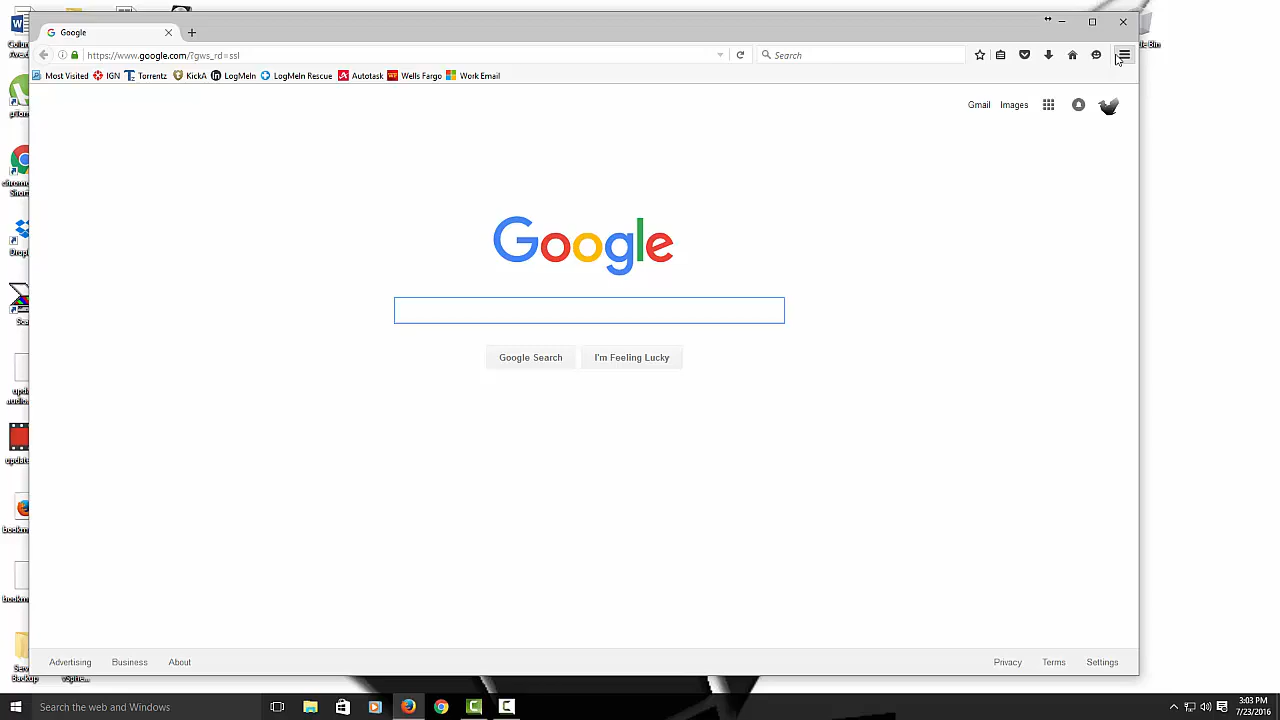 Google
https://www.google.com/?gws_rd=ssl
Search
Most Visited
IGN
Torrentz
KickA
LogMeIn
LogMeIn Rescue
Autotask
Wells Fargo
Work Email
Gmail
Images
Google
Google Search
I'm Feeling Lucky
Advertising
Business
About
Privacy
Terms
Settings
Backup
vSphe...
Search the web and Windows
3:03 PM
7/23/2016